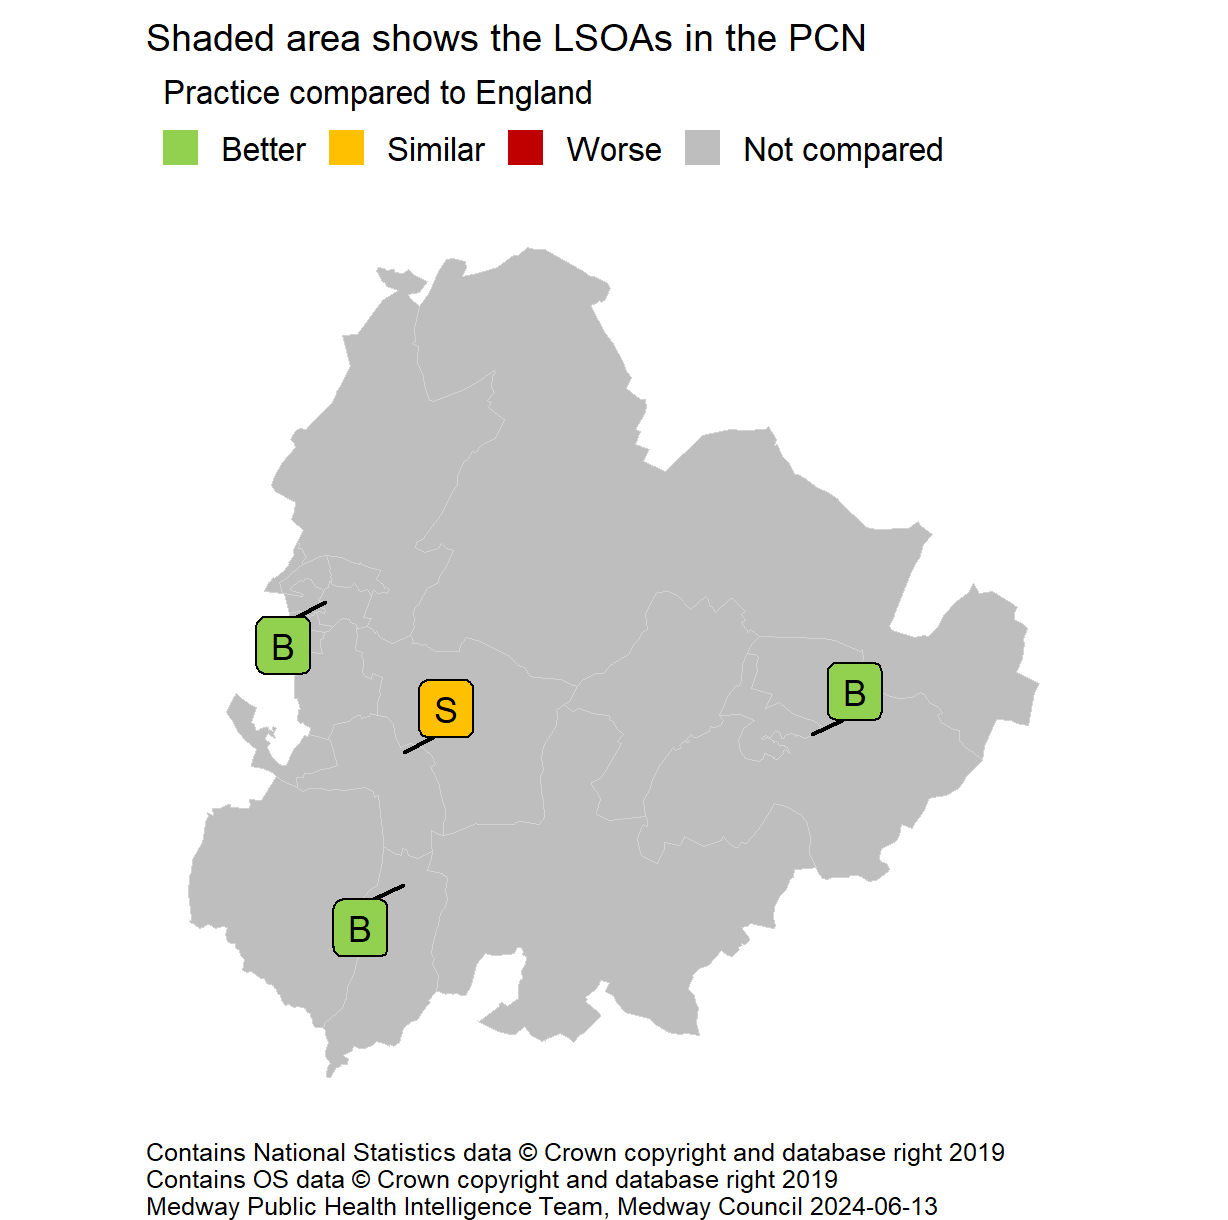 Shaded area shows the LSOAs in the PCN
Practice compared to England
Better Similar Worse Not compared
B
S
B
B
Contains National Statistics data © Crown copyright and database right 2019
Contains OS data © Crown copyright and database right 2019
Medway Public Health Intelligence Team, Medway Council 2024-06-13